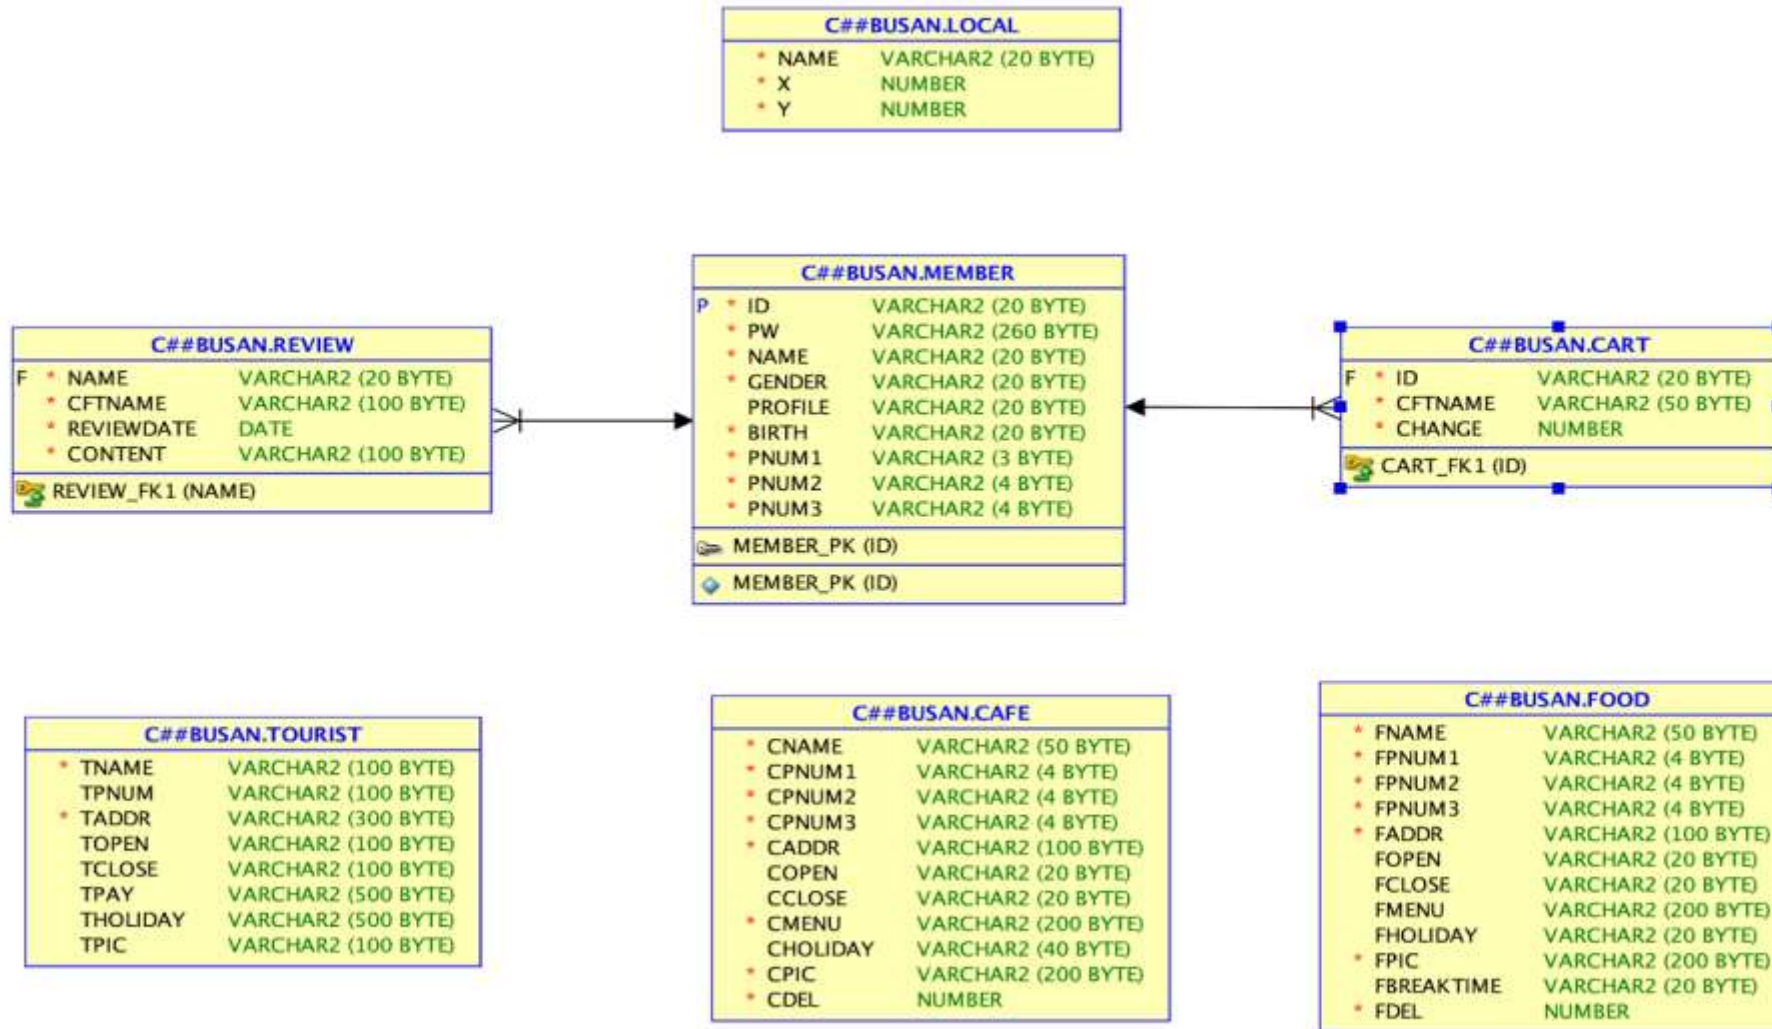 C##BUSAN.LOCAL
* NAME VARCHAR2 (20 BYTE)
* X NUMBER
* Y NUMBER
C##BUSAN.REVIEW
F * NAME VARCHAR2 (20 BYTE)
* CFTNAME VARCHAR2 (100 BYTE)
* REVIEWDATE DATE
* CONTENT VARCHAR2 (100 BYTE)
REVIEW_FK1 (NAME)
C##BUSAN.MEMBER
P * ID VARCHAR2 (20 BYTE)
* PW VARCHAR2 (260 BYTE)
* NAME VARCHAR2 (20 BYTE)
* GENDER VARCHAR2 (20 BYTE)
PROFILE VARCHAR2 (20 BYTE)
* BIRTH VARCHAR2 (20 BYTE)
* PNUM1 VARCHAR2 (3 BYTE)
* PNUM2 VARCHAR2 (4 BYTE)
* PNUM3 VARCHAR2 (4 BYTE)
MEMBER_PK (ID)
MEMBER_PK (ID)
C##BUSAN.CART
F * ID VARCHAR2 (20 BYTE)
* CFTNAME VARCHAR2 (50 BYTE)
* CHANGE NUMBER
CART_FK1 (ID)
C##BUSAN.TOURIST
* TNAME VARCHAR2 (100 BYTE)
TPNUM VARCHAR2 (100 BYTE)
* TADDR VARCHAR2 (300 BYTE)
TOPEN VARCHAR2 (100 BYTE)
TCLOSE VARCHAR2 (100 BYTE)
TPAY VARCHAR2 (500 BYTE)
THOLIDAY VARCHAR2 (500 BYTE)
TPIC VARCHAR2 (100 BYTE)
C##BUSAN.CAFE
* CNAME VARCHAR2 (50 BYTE)
* CPNUM1 VARCHAR2 (4 BYTE)
* CPNUM2 VARCHAR2 (4 BYTE)
* CPNUM3 VARCHAR2 (4 BYTE)
* CADDR VARCHAR2 (100 BYTE)
COPEN VARCHAR2 (20 BYTE)
CCLOSE VARCHAR2 (20 BYTE)
* CMENU VARCHAR2 (200 BYTE)
CHOLIDAY VARCHAR2 (40 BYTE)
* CPIC VARCHAR2 (200 BYTE)
* CDEL NUMBER
C##BUSAN.FOOD
* FNAME VARCHAR2 (50 BYTE)
* FPNUM1 VARCHAR2 (4 BYTE)
* FPNUM2 VARCHAR2 (4 BYTE)
* FPNUM3 VARCHAR2 (4 BYTE)
* FADDR VARCHAR2 (100 BYTE)
FOPEN VARCHAR2 (20 BYTE)
FCLOSE VARCHAR2 (20 BYTE)
FMENU VARCHAR2 (200 BYTE)
FHOLIDAY VARCHAR2 (20 BYTE)
* FPIC VARCHAR2 (200 BYTE)
FBREAKTIME VARCHAR2 (20 BYTE)
* FDEL NUMBER